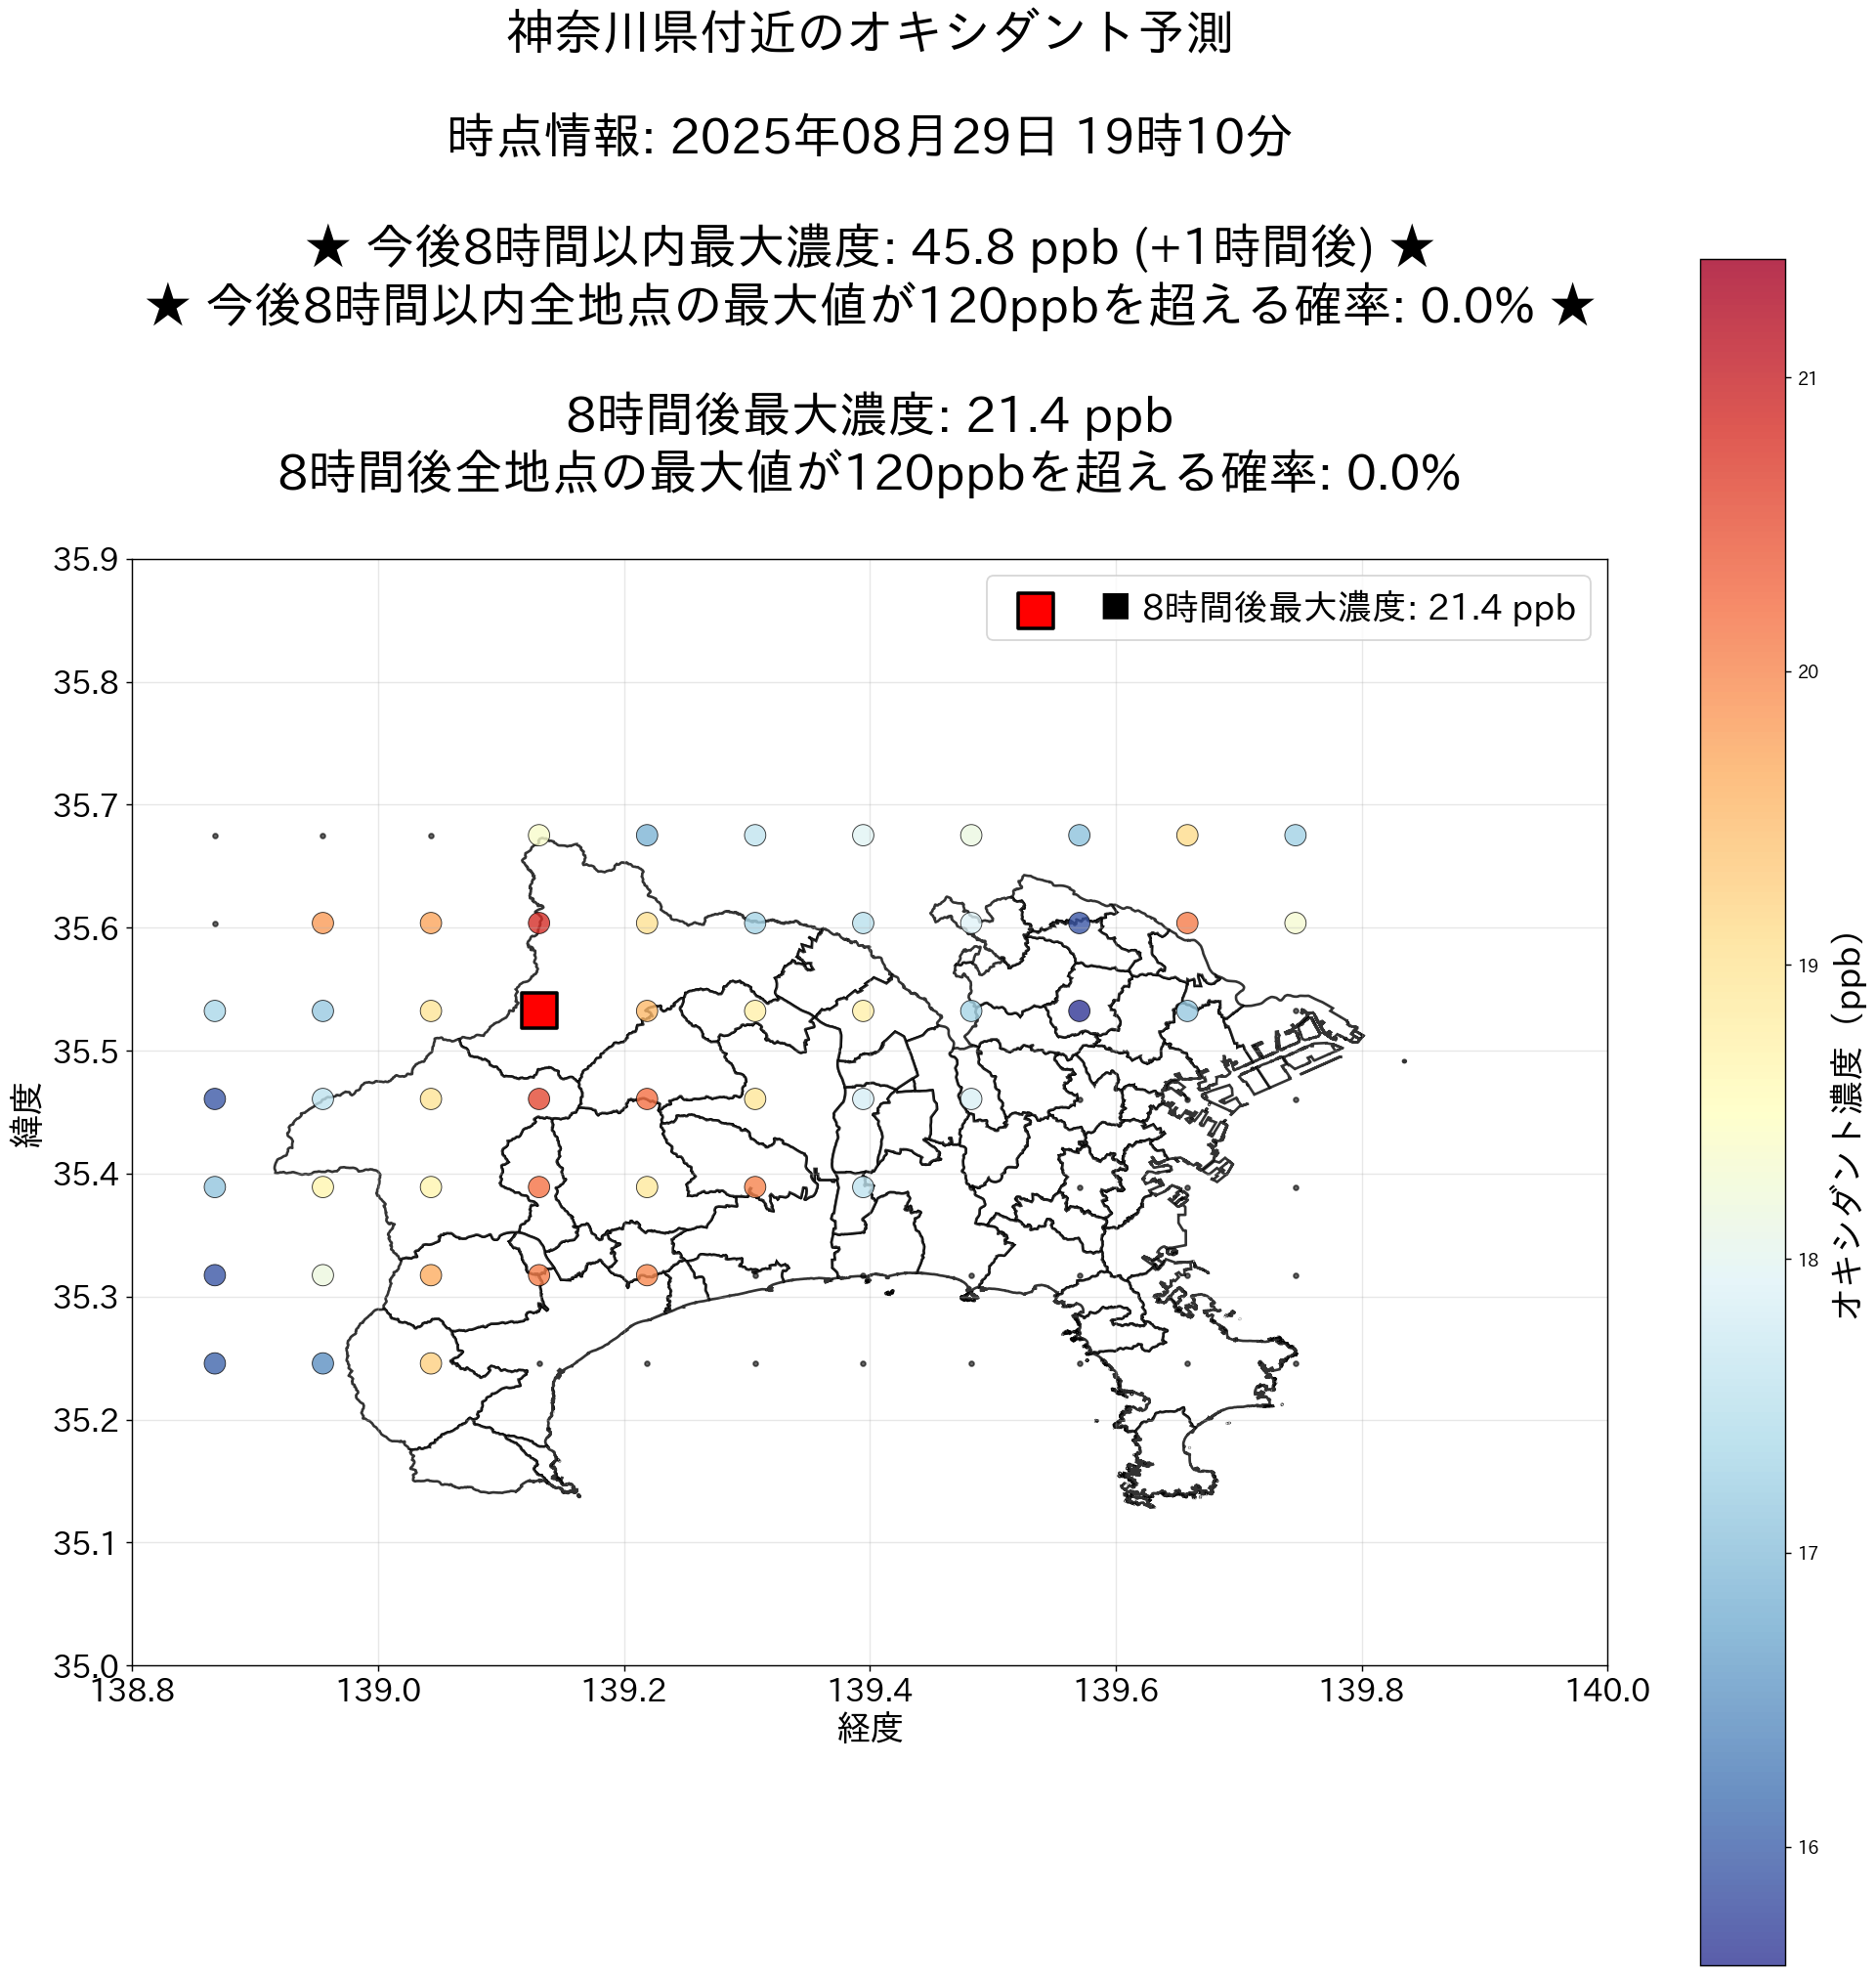 神奈川県付近のオキシダント予測
時点情報: 2025年08月29日 19時10分
★ 今後8時間以内最大濃度: 45.8 ppb (+1時間後) ★
★ 今後8時間以内全地点の最大値が120ppbを超える確率: 0.0% ★
8時間後最大濃度: 21.4 ppb
8時間後全地点の最大値が120ppbを超える確率: 0.0%
■ 8時間後最大濃度: 21.4 ppb
35.9
35.8
35.7
35.6
35.5
35.4
35.3
35.2
35.1
35.0
緯度
138.8 139.0 139.2 139.4 139.6 139.8 140.0
経度
21
20
19
18
17
16
オキシダント濃度（ppb）